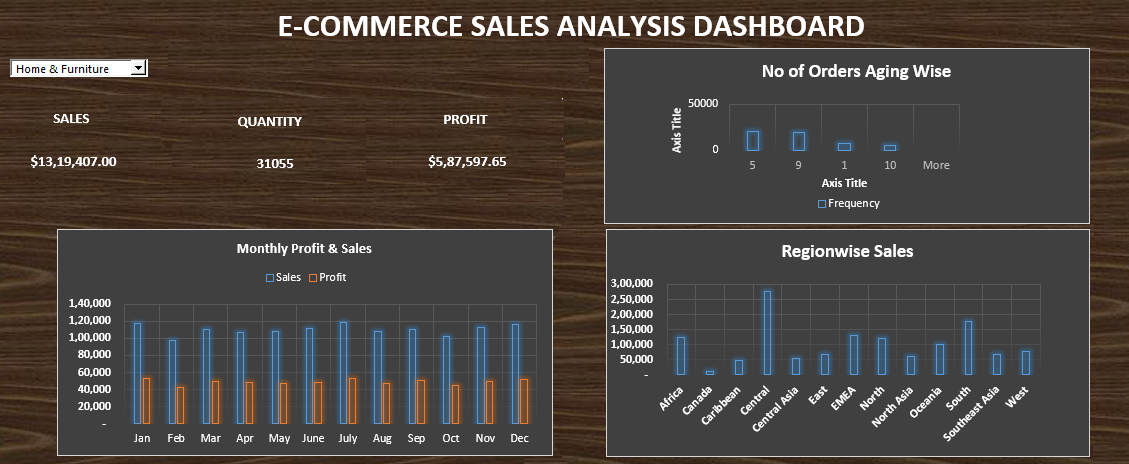 E-COMMERCE SALES ANALYSIS DASHBOARD
Home & Furniture
SALES
QUANTITY
PROFIT
$13,19,407.00
31055
$5,87,597.65
No of Orders Aging Wise
Axis Title
50000
0
5 9 1 10 More
Axis Title
Frequency
Monthly Profit & Sales
Sales Profit
1,40,000
1,20,000
1,00,000
80,000
60,000
40,000
20,000
-
Jan Feb Mar Apr May June July Aug Sep Oct Nov Dec
Regionwise Sales
3,00,000
2,50,000
2,00,000
1,50,000
1,00,000
50,000
-
Africa Canada Caribbean Central Central Asia East EMEA North North Asia Oceania South Southeast Asia West